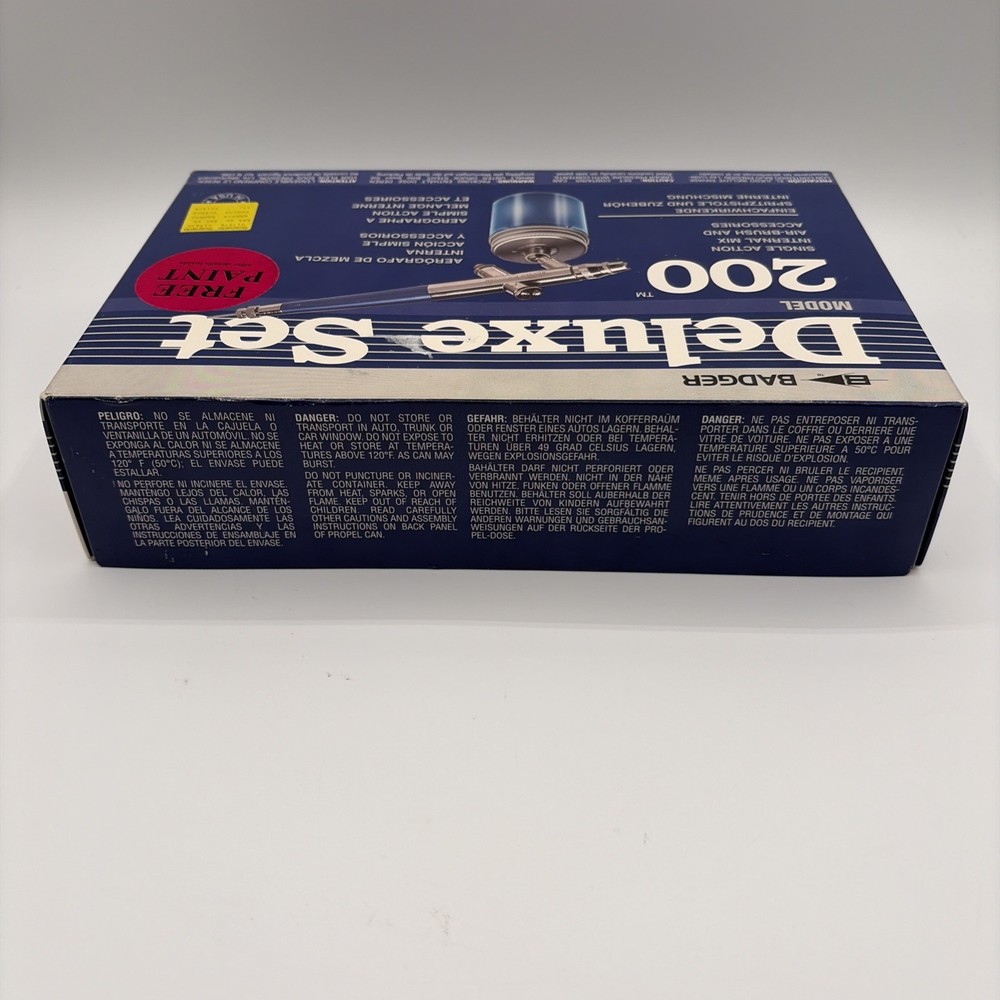 BADGER
Deluxe Set
MODEL
200™
SINGLE ACTION
INTERNAL MIX
AIR-BRUSH AND
ACCESSORIES
EINFACHWIRKENDE
SPRITZPISTOLE UND ZUBEHÖR
INTERNE MISCHUNG
AERÓGRAFO DE MEZCLA
INTERNA
ACCIÓN SIMPLE
Y ACCESSORIOS
AEROGRAPHE A
SIMPLE ACTION
MELANGE INTERNE
ET ACCESSOIRES
FREE
PAINT
PELIGRO: NO SE ALMACENE NI
TRANSPORTE EN LA CAJUELA O
VENTANILLA DE UN AUTOMÓVIL. NO SE
EXPONGA AL CALOR NI SE ALMACENE
A TEMPERATURAS SUPERIORES A LOS
120° F (50°C): EL ENVASE PUEDE
ESTALLAR.
NO PERFORE NI INCINERE EL ENVASE.
MANTÉNGO LEJOS DEL CALOR, LAS
CHISPAS O LAS LLAMAS. MANTÉN-
GALO FUERA DEL ALCANCE DE LOS
NIÑOS. LEA CUIDADOSAMENTE LAS
OTRAS ADVERTENCIAS Y LAS
INSTRUCCIONES DE ENSAMBLAJE EN
LA PARTE POSTERIOR DEL ENVASE.
DANGER: DO NOT STORE OR
TRANSPORT IN AUTO, TRUNK OR
CAR WINDOW. DO NOT EXPOSE TO
HEAT OR STORE AT TEMPERA-
TURES ABOVE 120°F. AS CAN MAY
BURST.
DO NOT PUNCTURE OR INCINER-
ATE CONTAINER. KEEP AWAY
FROM HEAT, SPARKS, OR OPEN
FLAME. KEEP OUT OF REACH OF
CHILDREN. READ CAREFULLY
OTHER CAUTIONS AND ASSEMBLY
INSTRUCTIONS ON BACK PANEL
OF PROPEL CAN.
GEFAHR: BEHÄLTER NICHT IM KOFFERRAÜM
ODER FENSTER EINES AUTOS LAGERN. BEHÄL-
TER NICHT ERHITZEN ODER BEI TEMPERA-
TUREN ÜBER 49 GRAD CELSIUS LAGERN,
WEGEN EXPLOSIONSGEFAHR.
BAHÄLTER DARF NICHT PERFORIERT ODER
VERBRANNT WERDEN. NICHT IN DER NÄHE
VON HITZE, FUNKEN ODER OFFENER FLAMME
BENUTZEN. BEHÄLTER SOLL AUßERHALB DER
REICHWEITE VON KINDERN AUFBEWAHRT
WERDEN. BITTE LESEN SIE SORGFÄLTIG DIE
ANDEREN WARNUNGEN UND GEBRAUCHSAN-
WEISUNGEN AUF DER RÜCKSEITE DER PRO-
PEL-DOSE.
DANGER: NE PAS ENTREPOSER NI TRANS-
PORTER DANS LE COFFRE OU DERRIERE UNE
VITRE DE VOITURE. NE PAS EXPOSER A UNE
TEMPERATURE SUPERIEURE A 50°C POUR
EVITER LE RISQUE D'EXPLOSION.
NE PAS PERCER NI BRULER LE RECIPIENT,
MEME APRES USAGE. NE PAS VAPORISER
VERS UNE FLAMME OU UN CORPS INCANDES-
CENT. TENIR HORS DE PORTEE DES ENFANTS.
LIRE ATTENTIVEMENT LES AUTRES INSTRUC-
TIONS DE PRUDENCE ET DE MONTAGE QUI
FIGURENT AU DOS DU RECIPIENT.